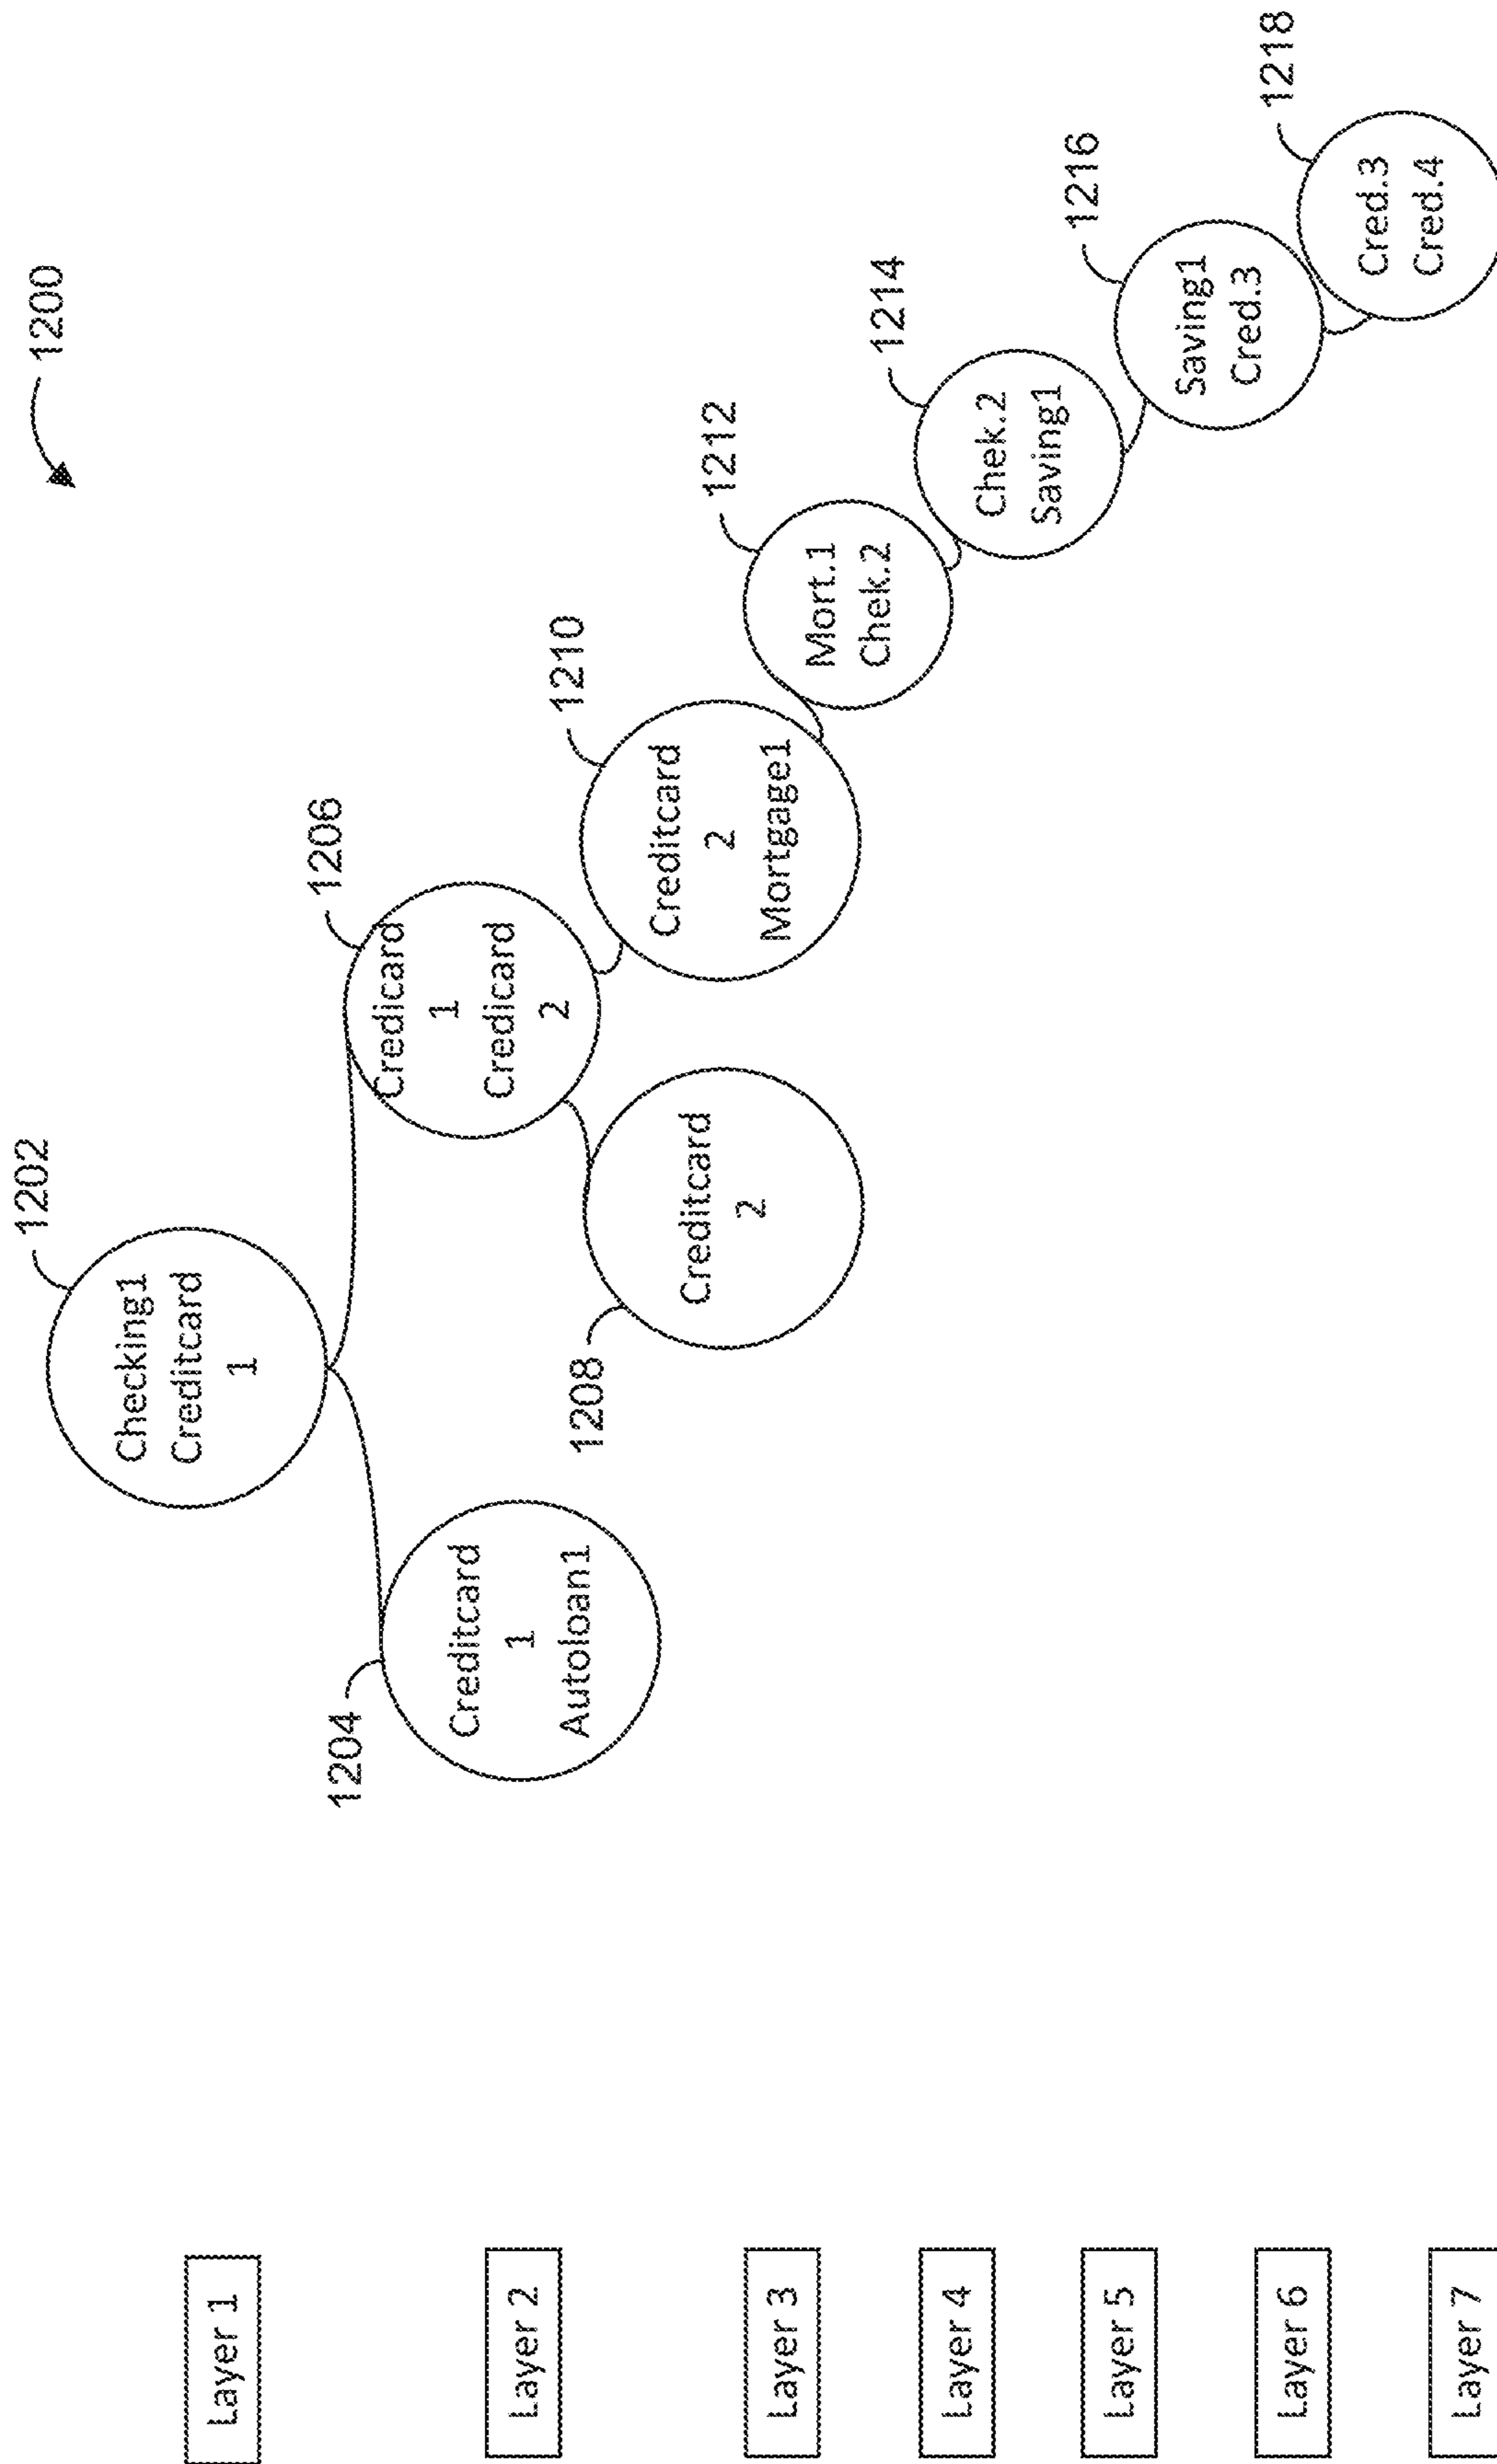 1200
1202
Checking1
Creditcard
1
Layer 1
1204
Creditcard
1
Autoloan1
1206
Credicard
1
Credicard
2
Layer 2
1208
Creditcard
2
1210
Creditcard
2
Mortgage1
Layer 3
1212
Mort.1
Chek.2
Layer 4
1214
Chek.2
Saving1
Layer 5
1216
Saving1
Cred.3
Layer 6
1218
Cred.3
Cred.4
Layer 7